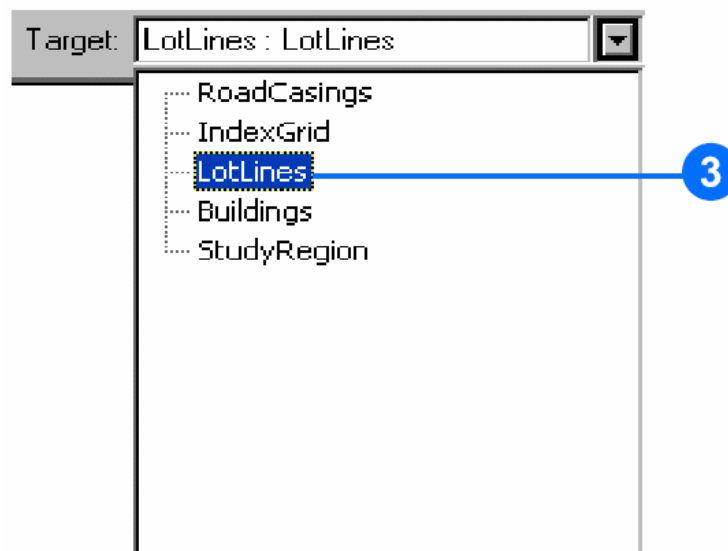 Target: LotLines : LotLines
RoadCasings
IndexGrid
LotLines
3
Buildings
StudyRegion